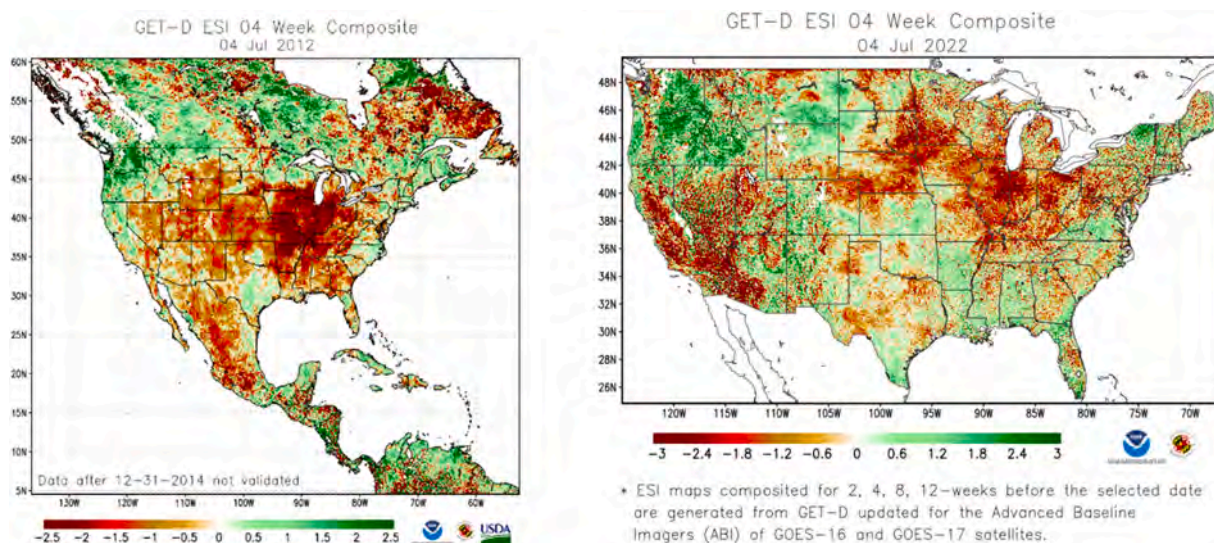 GET-D ESI 04 Week Composite
04 Jul 2012
60N
55N
50N
45N
40N
35N
30N
25N
20N
15N
10N
5N
Data after 12-31-2014 not validated
130W 120W 110W 100W 90W 80W 70W 60W
-2.5 -2 -1.5 -1 -0.5 0 0.5 1 1.5 2 2.5
USDA
GET-D ESI 04 Week Composite
04 Jul 2022
48N
46N
44N
42N
40N
38N
36N
34N
32N
30N
28N
26N
120W 115W 110W 105W 100W 95W 90W 85W 80W 75W 70W
-3 -2.4 -1.8 -1.2 -0.6 0 0.6 1.2 1.8 2.4 3
* ESI maps composited for 2, 4, 8, 12-weeks before the selected date
are generated from GET-D updated for the Advanced Baseline
Imagers (ABI) of GOES-16 and GOES-17 satellites.